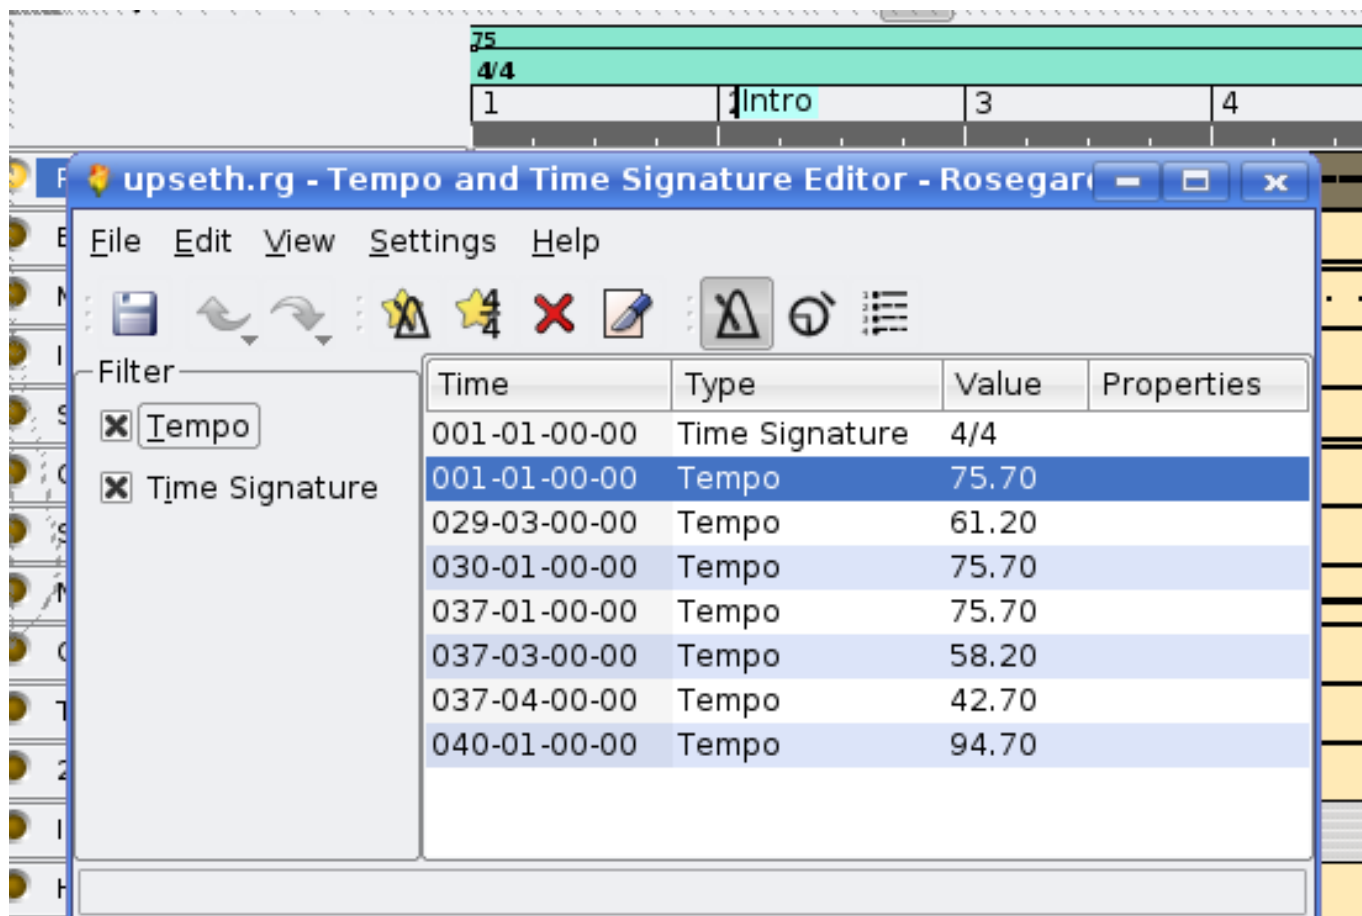 75
4/4
1 Intro 3 4
upseth.rg - Tempo and Time Signature Editor -
File Edit View Settings Help
Filter
Tempo
Time Signature
Time Type Value Properties
001-01-00-00 Time Signature 4/4
001-01-00-00 Tempo 75.70
029-03-00-00 Tempo 61.20
030-01-00-00 Tempo 75.70
037-01-00-00 Tempo 75.70
037-03-00-00 Tempo 58.20
037-04-00-00 Tempo 42.70
040-01-00-00 Tempo 94.70